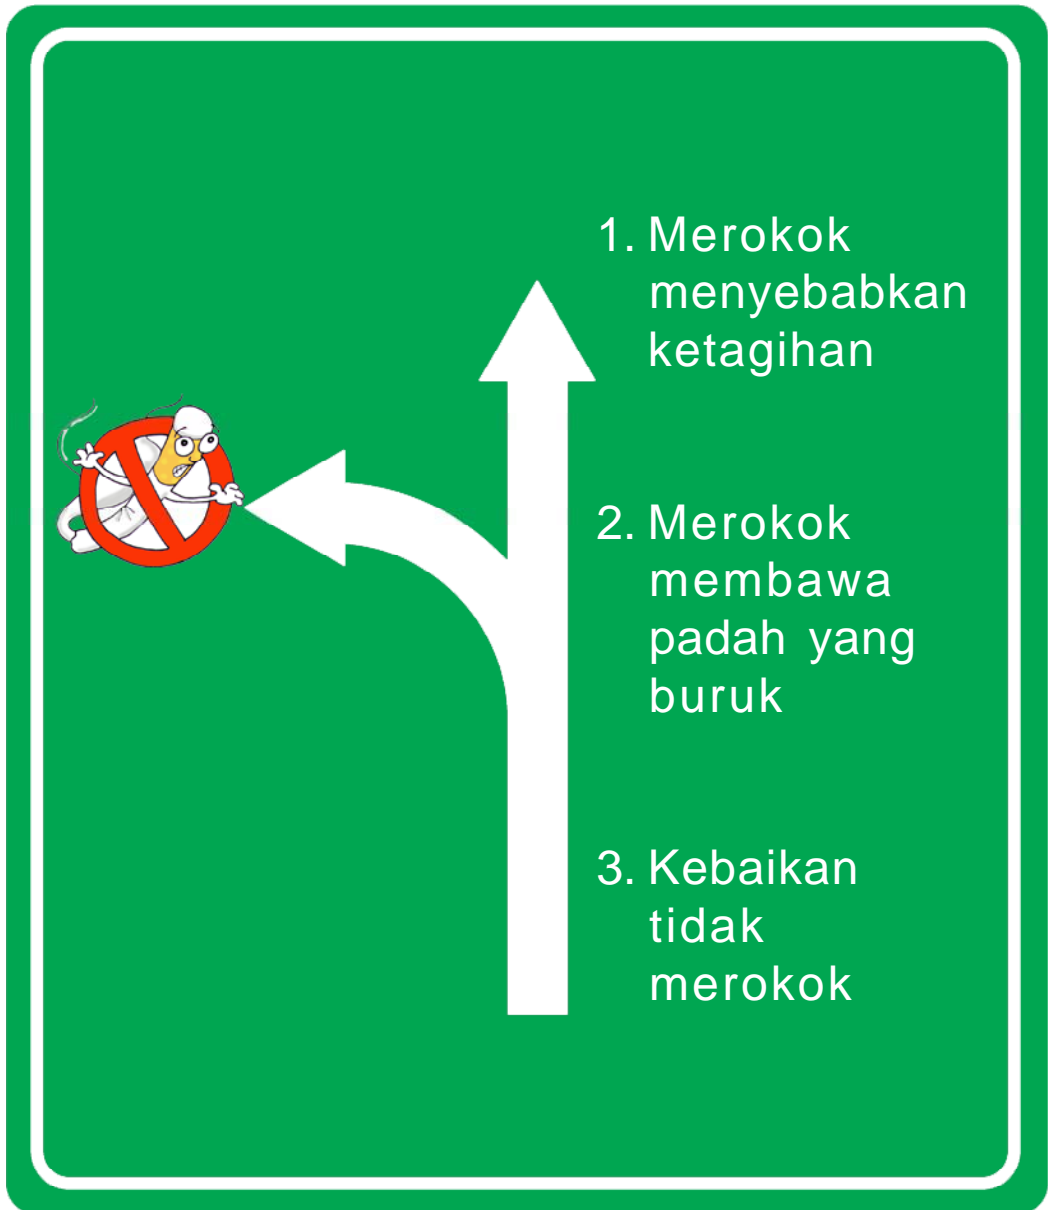 1. Merokok
menyebabkan
ketagihan
2. Merokok
membawa
padah yang
buruk
3. Kebaikan
tidak
merokok